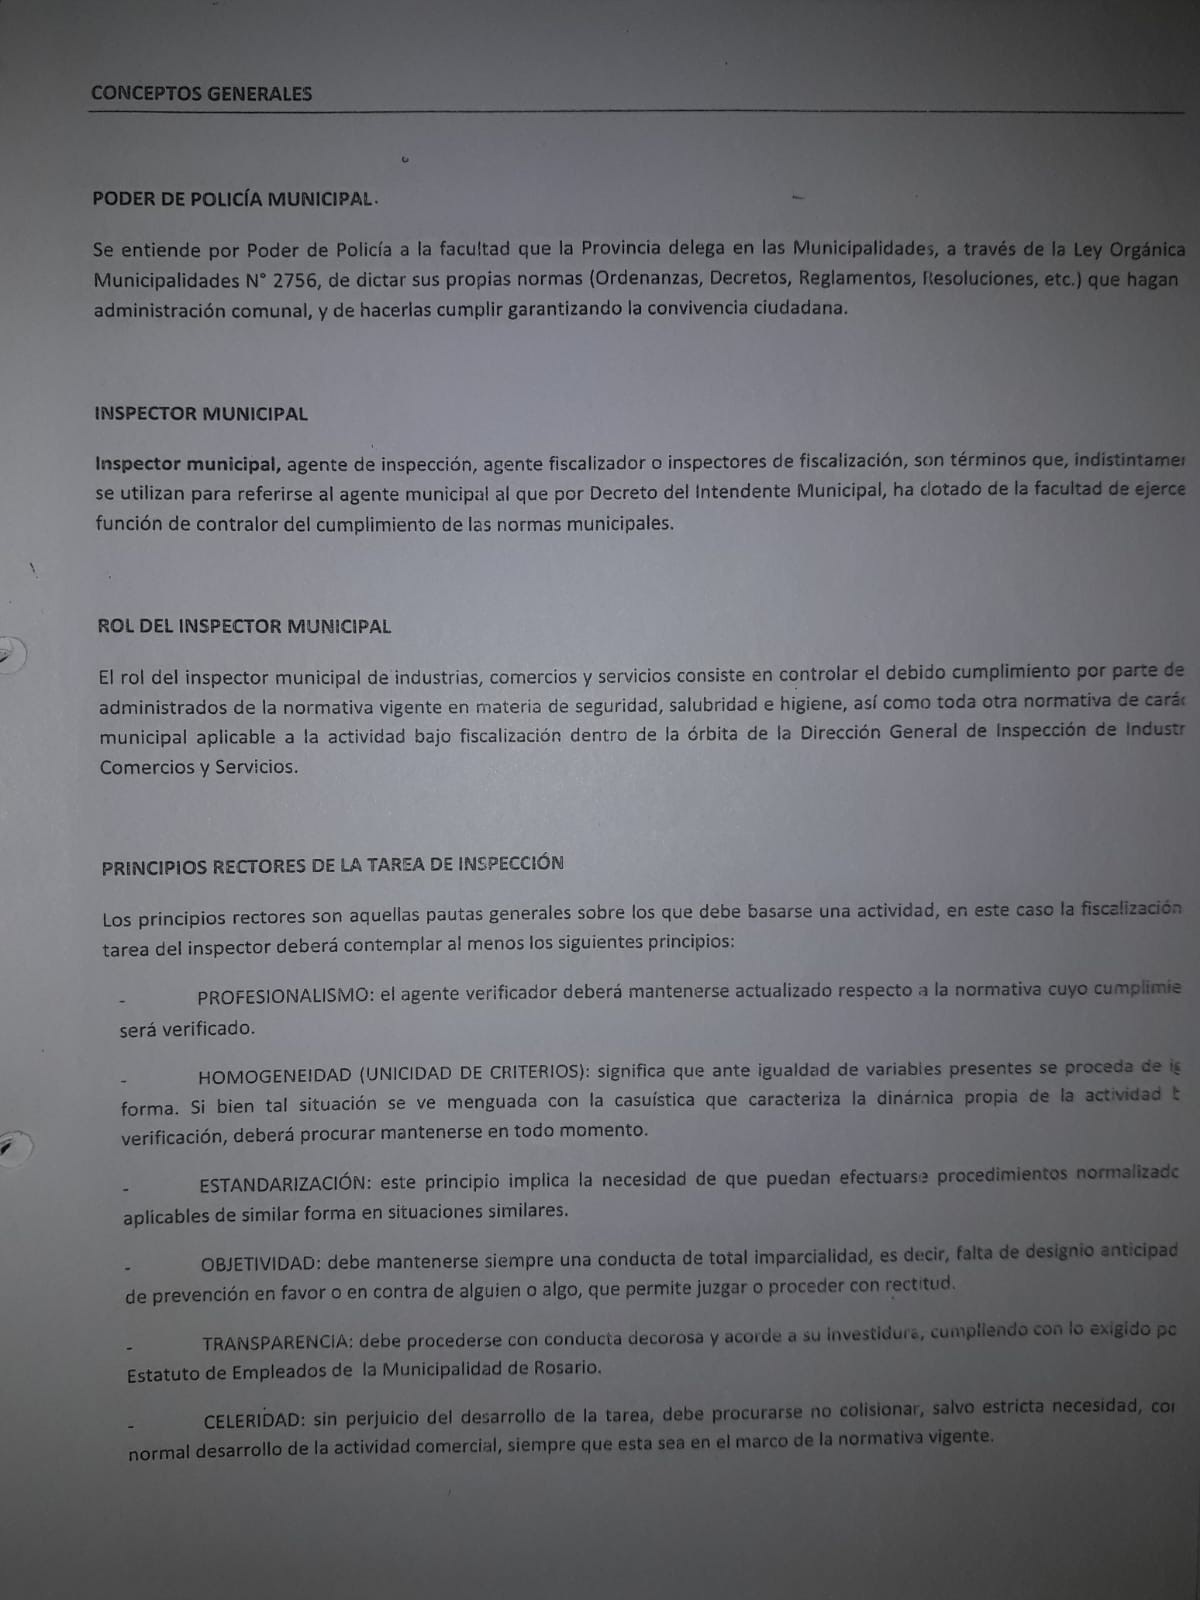 CONCEPTOS GENERALES
PODER DE POLICÍA MUNICIPAL.
Se entiende por Poder de Policía a la facultad que la Provincia delega en las Municipalidades, a través de la Ley Orgánica
Municipalidades N° 2756, de dictar sus propias normas (Ordenanzas, Decretos, Reglamentos, Resoluciones, etc.) que hagan
administración comunal, y de hacerlas cumplir garantizando la convivencia ciudadana.
INSPECTOR MUNICIPAL
Inspector municipal, agente de inspección, agente fiscalizador o inspectores de fiscalización, son términos que, indistintamer
se utilizan para referirse al agente municipal al que por Decreto del Intendente Municipal, ha dotado de la facultad de ejerce
función de contralor del cumplimiento de las normas municipales.
ROL DEL INSPECTOR MUNICIPAL
El rol del inspector municipal de industrias, comercios y servicios consiste en controlar el debido cumplimiento por parte de
administrados de la normativa vigente en materia de seguridad, salubridad e higiene, así como toda otra normativa de carác
municipal aplicable a la actividad bajo fiscalización dentro de la órbita de la Dirección General de Inspección de Industr
Comercios y Servicios.
PRINCIPIOS RECTORES DE LA TAREA DE INSPECCIÓN
Los principios rectores son aquellas pautas generales sobre los que debe basarse una actividad, en este caso la fiscalización
tarea del inspector deberá contemplar al menos los siguientes principios:
- PROFESIONALISMO: el agente verificador deberá mantenerse actualizado respecto a la normativa cuyo cumplimie
será verificado.
- HOMOGENEIDAD (UNICIDAD DE CRITERIOS): significa que ante igualdad de variables presentes se proceda de ig
forma. Si bien tal situación se ve menguada con la casuística que caracteriza la dinámica propia de la actividad b
verificación, deberá procurar mantenerse en todo momento.
- ESTANDARIZACIÓN: este principio implica la necesidad de que puedan efectuarse procedimientos normalizado
aplicables de similar forma en situaciones similares.
- OBJETIVIDAD: debe mantenerse siempre una conducta de total imparcialidad, es decir, falta de designio anticipad
de prevención en favor o en contra de alguien o algo, que permite juzgar o proceder con rectitud.
- TRANSPARENCIA: debe procederse con conducta decorosa y acorde a su investidura, cumpliendo con lo exigido po
Estatuto de Empleados de la Municipalidad de Rosario.
- CELERIDAD: sin perjuicio del desarrollo de la tarea, debe procurarse no colisionar, salvo estricta necesidad, con
normal desarrollo de la actividad comercial, siempre que esta sea en el marco de la normativa vigente.